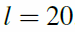 l = 20